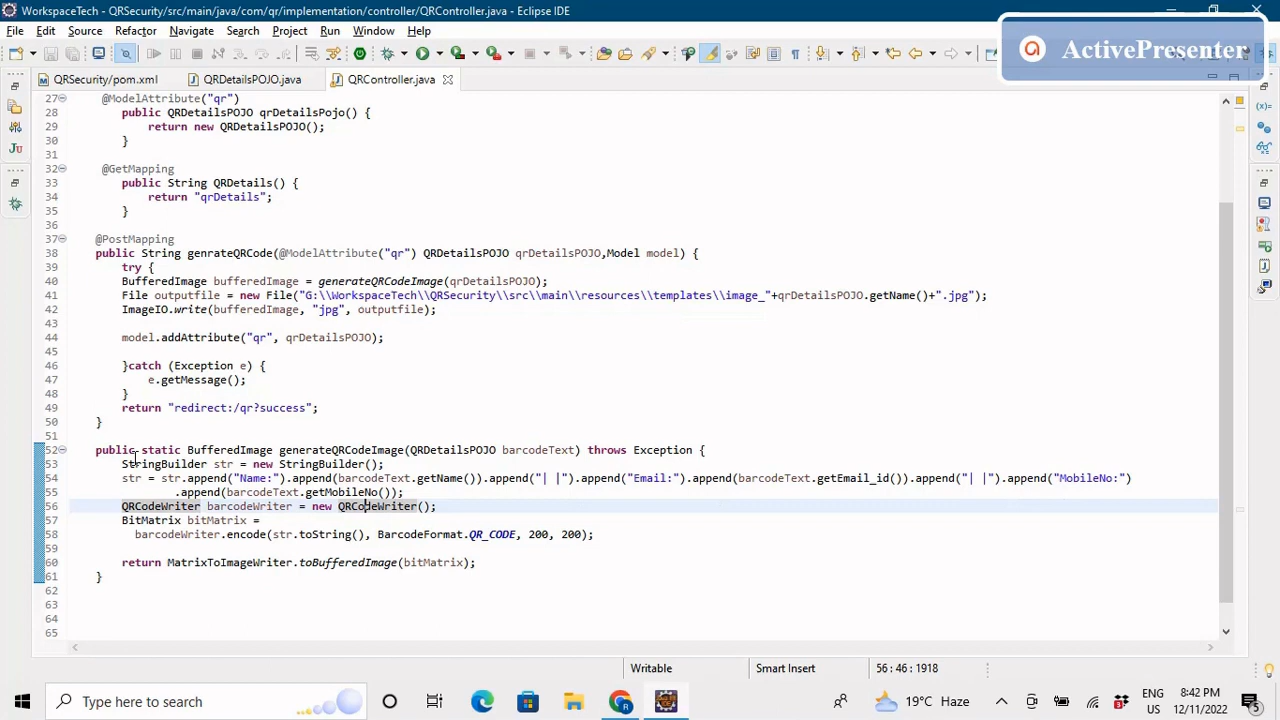 WorkspaceTech - QRSecurity/src/main/java/com/qr/implementation/controller/QRController.java - Eclipse IDE
File Edit Source Refactor Navigate Search Project Run Window Help
ActivePresenter
QRSecurity/pom.xml QRDetailsPOJO.java QRController.java
27 @ModelAttribute("qr")
28 public QRDetailsPOJO qrDetailsPojo() {
29 return new QRDetailsPOJO();
30 }
31
32 @GetMapping
33 public String QRDetails() {
34 return "qrDetails";
35 }
36
37 @PostMapping
38 public String genrateQRCode(@ModelAttribute("qr") QRDetailsPOJO qrDetailsPOJO,Model model) {
39 try {
40 BufferedImage bufferedImage = generateQRCodeImage(qrDetailsPOJO);
41 File outputfile = new File("G:\\WorkspaceTech\\QRSecurity\\src\\main\\resources\\templates\\image_"+qrDetailsPOJO.getName()+".jpg");
42 ImageIO.write(bufferedImage, "jpg", outputfile);
43
44 model.addAttribute("qr", qrDetailsPOJO);
45
46 }catch (Exception e) {
47 e.getMessage();
48 }
49 return "redirect:/qr?success";
50 }
51
52 public static BufferedImage generateQRCodeImage(QRDetailsPOJO barcodeText) throws Exception {
53 StringBuilder str = new StringBuilder();
54 str = str.append("Name:").append(barcodeText.getName()).append("| |").append("Email:").append(barcodeText.getEmail_id()).append("| |").append("MobileNo:")
55 .append(barcodeText.getMobileNo());
56 QRCodeWriter barcodeWriter = new QRCodeWriter();
57 BitMatrix bitMatrix =
58 barcodeWriter.encode(str.toString(), BarcodeFormat.QR_CODE, 200, 200);
59
60 return MatrixToImageWriter.toBufferedImage(bitMatrix);
61 }
62
63
64
65
Writable Smart Insert 56 : 46 : 1918
Type here to search
19°C Haze
ENG
US
8:42 PM
12/11/2022
5